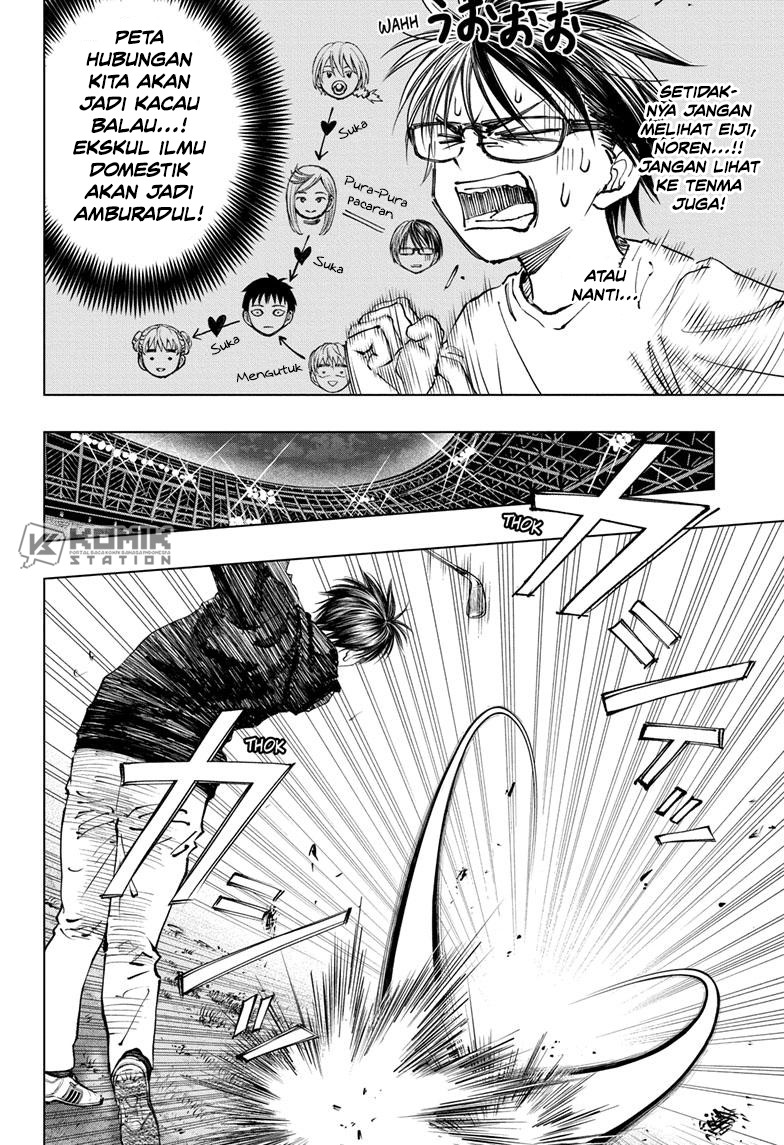 SETIDAK-
NYA JANGAN
MELIHAT EIJI,
NOREN...!!
JANGAN LIHAT
KE TENMA
JUGA!
うおおお
WAHH
ATAU
NANTI...
PETA
HUBUNGAN
KITA AKAN
JADI KACAU
BALAU...!
EKSKUL ILMU
DOMESTIK
AKAN JADI
AMBURADUL!
Suka
Pura-Pura
Pacaran
Suka
Suka
Mengutuk
KOMIK
STATION
カ
ン
ッ
THOK
カ
ン
ッ
THOK